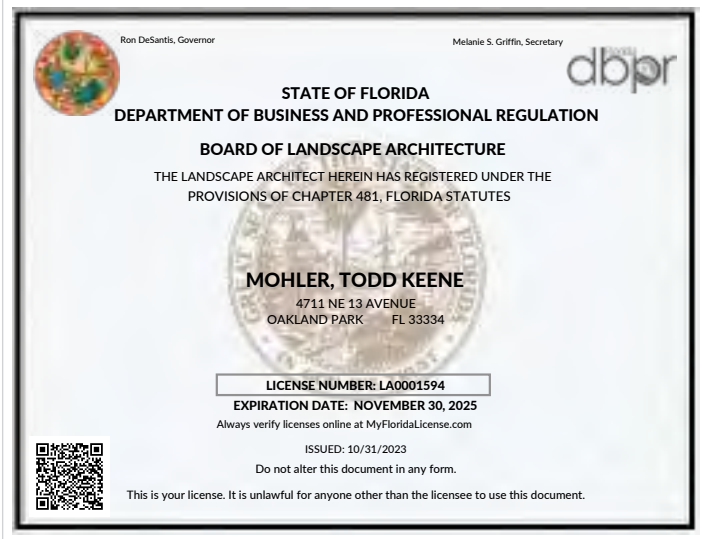 Ron DeSantis, Governor
Melanie S. Griffin, Secretary
Florida
dbpr
STATE OF FLORIDA
DEPARTMENT OF BUSINESS AND PROFESSIONAL REGULATION
BOARD OF LANDSCAPE ARCHITECTURE
THE LANDSCAPE ARCHITECT HEREIN HAS REGISTERED UNDER THE
PROVISIONS OF CHAPTER 481, FLORIDA STATUTES
MOHLER, TODD KEENE
4711 NE 13 AVENUE
OAKLAND PARK FL 33334
LICENSE NUMBER: LA0001594
EXPIRATION DATE: NOVEMBER 30, 2025
Always verify licenses online at MyFloridaLicense.com
ISSUED: 10/31/2023
Do not alter this document in any form.
This is your license. It is unlawful for anyone other than the licensee to use this document.